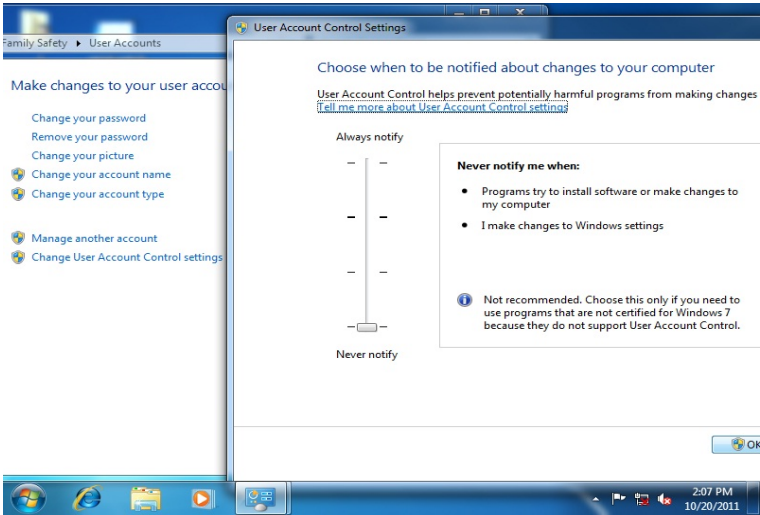 User Account Control Settings
Family Safety ▸ User Accounts
Make changes to your user accou
Change your password
Remove your password
Change your picture
Change your account name
Change your account type
Manage another account
Change User Account Control settings
Choose when to be notified about changes to your computer
User Account Control helps prevent potentially harmful programs from making changes
Tell me more about User Account Control settings
Always notify
Never notify me when:
• Programs try to install software or make changes to
my computer
• I make changes to Windows settings
Not recommended. Choose this only if you need to
use programs that are not certified for Windows 7
because they do not support User Account Control.
Never notify
OK
2:07 PM
10/20/2011